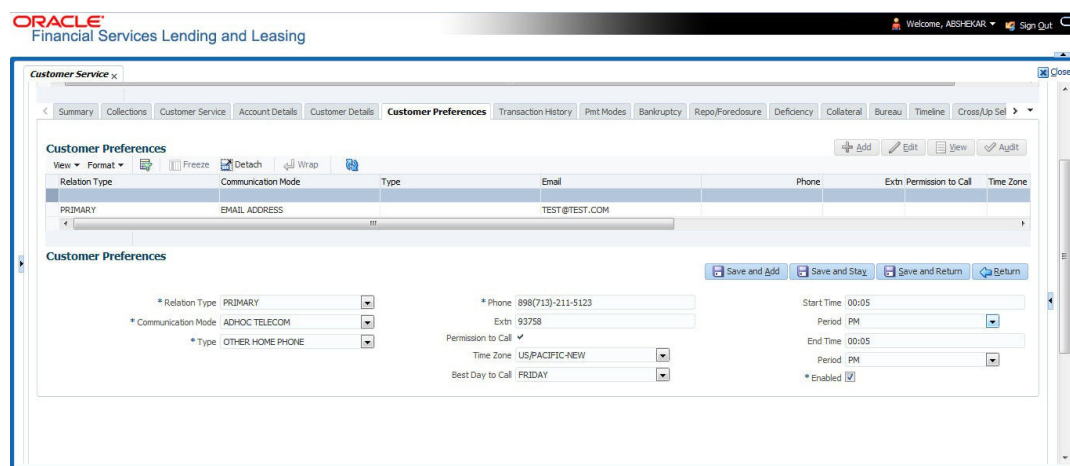 ORACLE
Welcome, ABSHEKAR Sign Out
Financial Services Lending and Leasing
Customer Service x Close
Summary Collections Customer Service Account Details Customer Details Customer Preferences Transaction History Pmt Modes Bankruptcy Repo/Foreclosure Deficiency Collateral Bureau Timeline Cross/Up Sel
Customer Preferences
Add Edit View Audit
View Format Freeze Detach Wrap
Relation Type Communication Mode Type Email Phone Extn Permission to Call Time Zone
PRIMARY EMAIL ADDRESS TEST@TEST.COM
Customer Preferences
Save and Add Save and Stay Save and Return Return
* Relation Type PRIMARY * Phone 898(713)-211-5123 Start Time 00:05
* Communication Mode ADHOC TELECOM Extn 93758 Period PM
* Type OTHER HOME PHONE Permission to Call End Time 00:05
Time Zone US/PACIFIC-NEW Period PM
Best Day to Call FRIDAY * Enabled